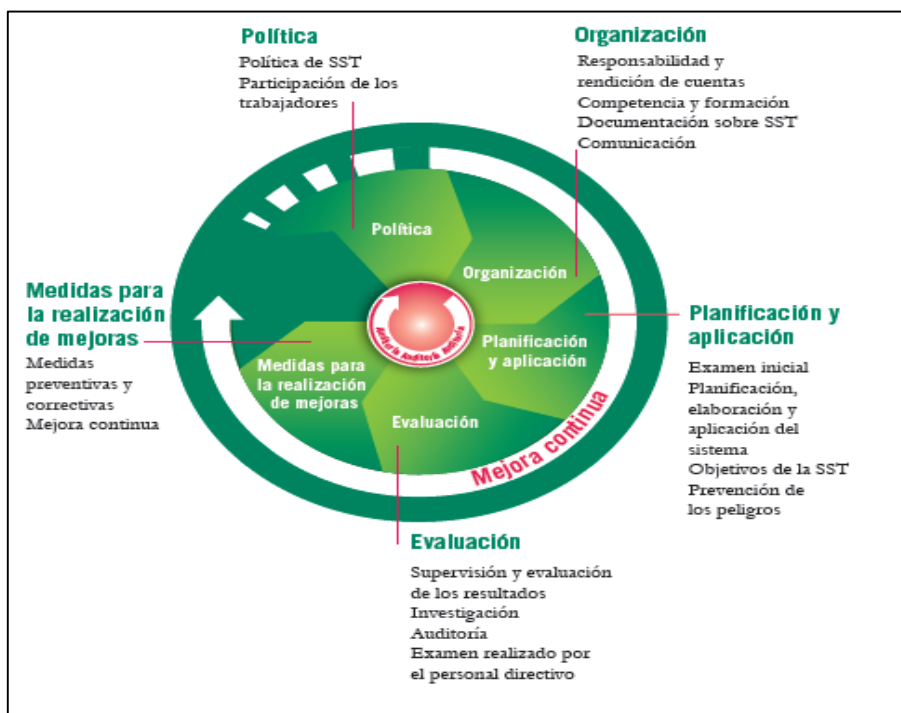 Política
Política de SST
Participación de los
trabajadores
Organización
Responsabilidad y
rendición de cuentas
Competencia y formación
Documentación sobre SST
Comunicación
Política
Organización
Planificación
y aplicación
Evaluación
Medidas para
la realización
de mejoras
Auditoría Auditoría Auditoría
Mejora continua
Medidas para
la realización
de mejoras
Medidas
preventivas y
correctivas
Mejora continua
Planificación y
aplicación
Examen inicial
Planificación,
elaboración y
aplicación del
sistema
Objetivos de la SST
Prevención de
los peligros
Evaluación
Supervisión y evaluación
de los resultados
Investigación
Auditoría
Examen realizado por
el personal directivo